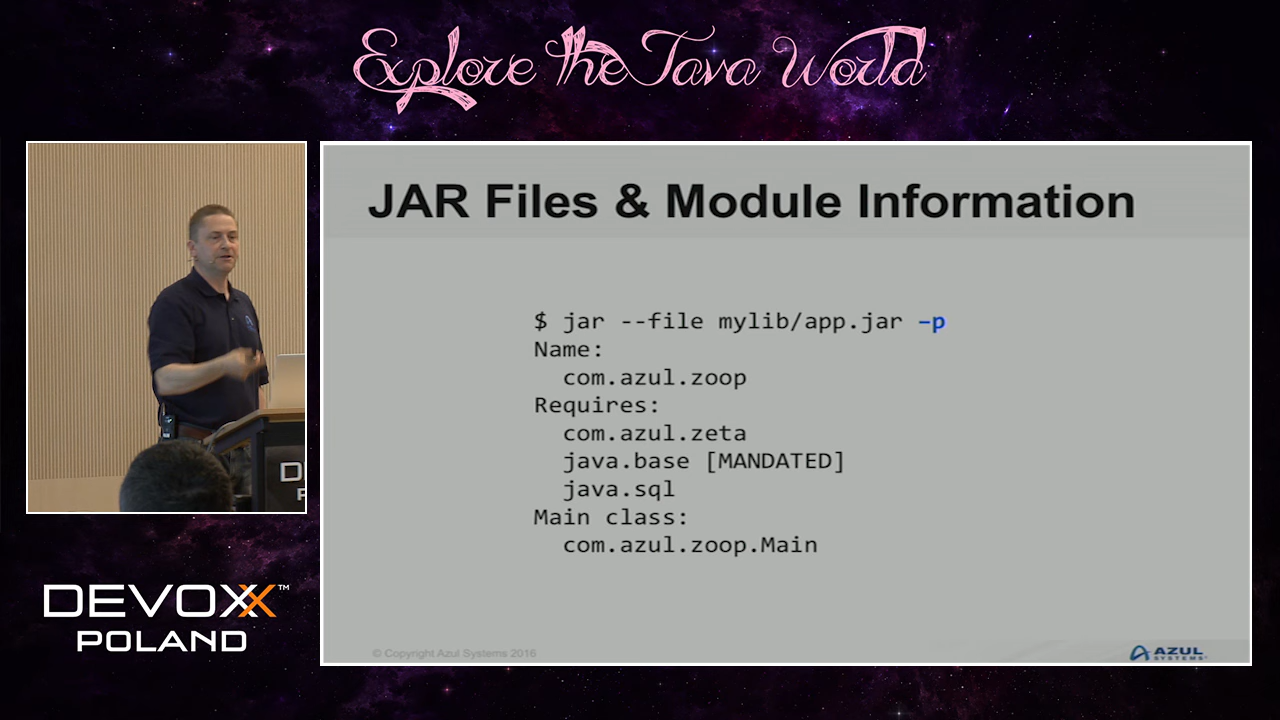 Explore the Java World
JAR Files & Module Information
$ jar --file mylib/app.jar –p
Name:
com.azul.zoop
Requires:
com.azul.zeta
java.base [MANDATED]
java.sql
Main class:
com.azul.zoop.Main
© Copyright Azul Systems 2016
AZUL
SYSTEMS
DEVOXX™
POLAND